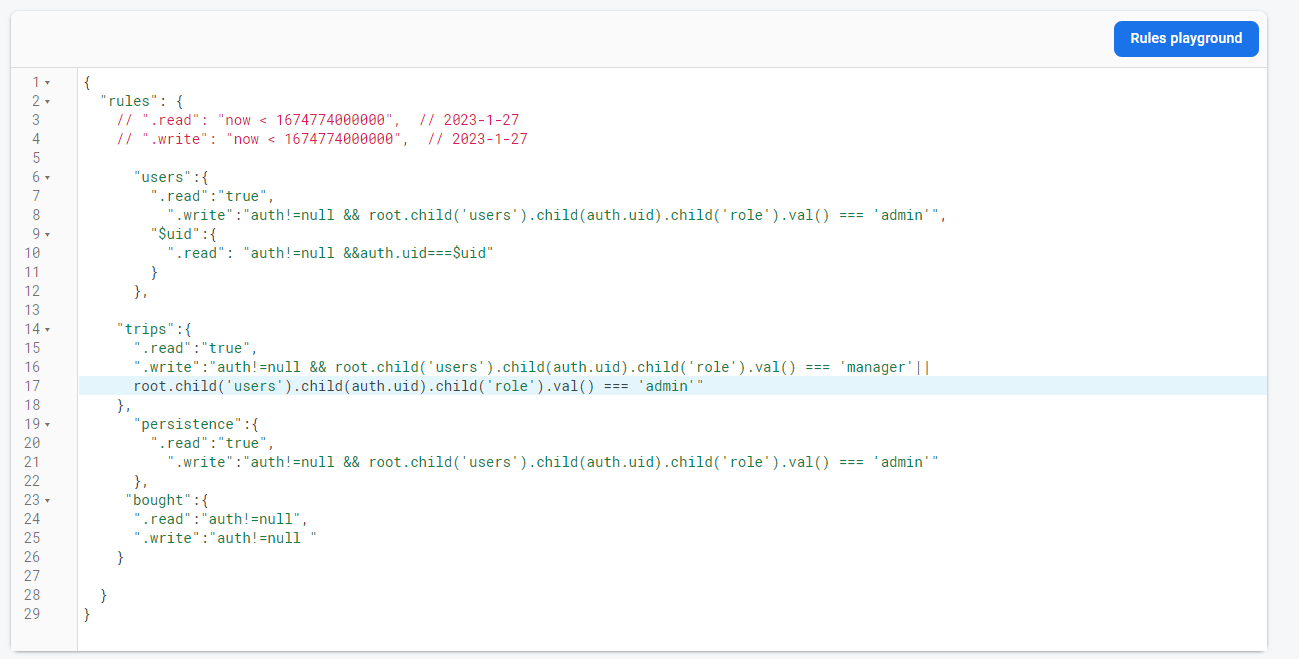 Rules playground
1 {
2 "rules": {
3 // ".read": "now < 1674774000000",  // 2023-1-27
4 // ".write": "now < 1674774000000",  // 2023-1-27
5
6 "users":{
7 ".read":"true",
8 ".write":"auth!=null && root.child('users').child(auth.uid).child('role').val() === 'admin'",
9 "$uid":{
10 ".read": "auth!=null &&auth.uid===$uid"
11 }
12 },
13
14 "trips":{
15 ".read":"true",
16 ".write":"auth!=null && root.child('users').child(auth.uid).child('role').val() === 'manager'||
17 root.child('users').child(auth.uid).child('role').val() === 'admin'"
18 },
19 "persistence":{
20 ".read":"true",
21 ".write":"auth!=null && root.child('users').child(auth.uid).child('role').val() === 'admin'"
22 },
23 "bought":{
24 ".read":"auth!=null",
25 ".write":"auth!=null "
26 }
27
28 }
29 }